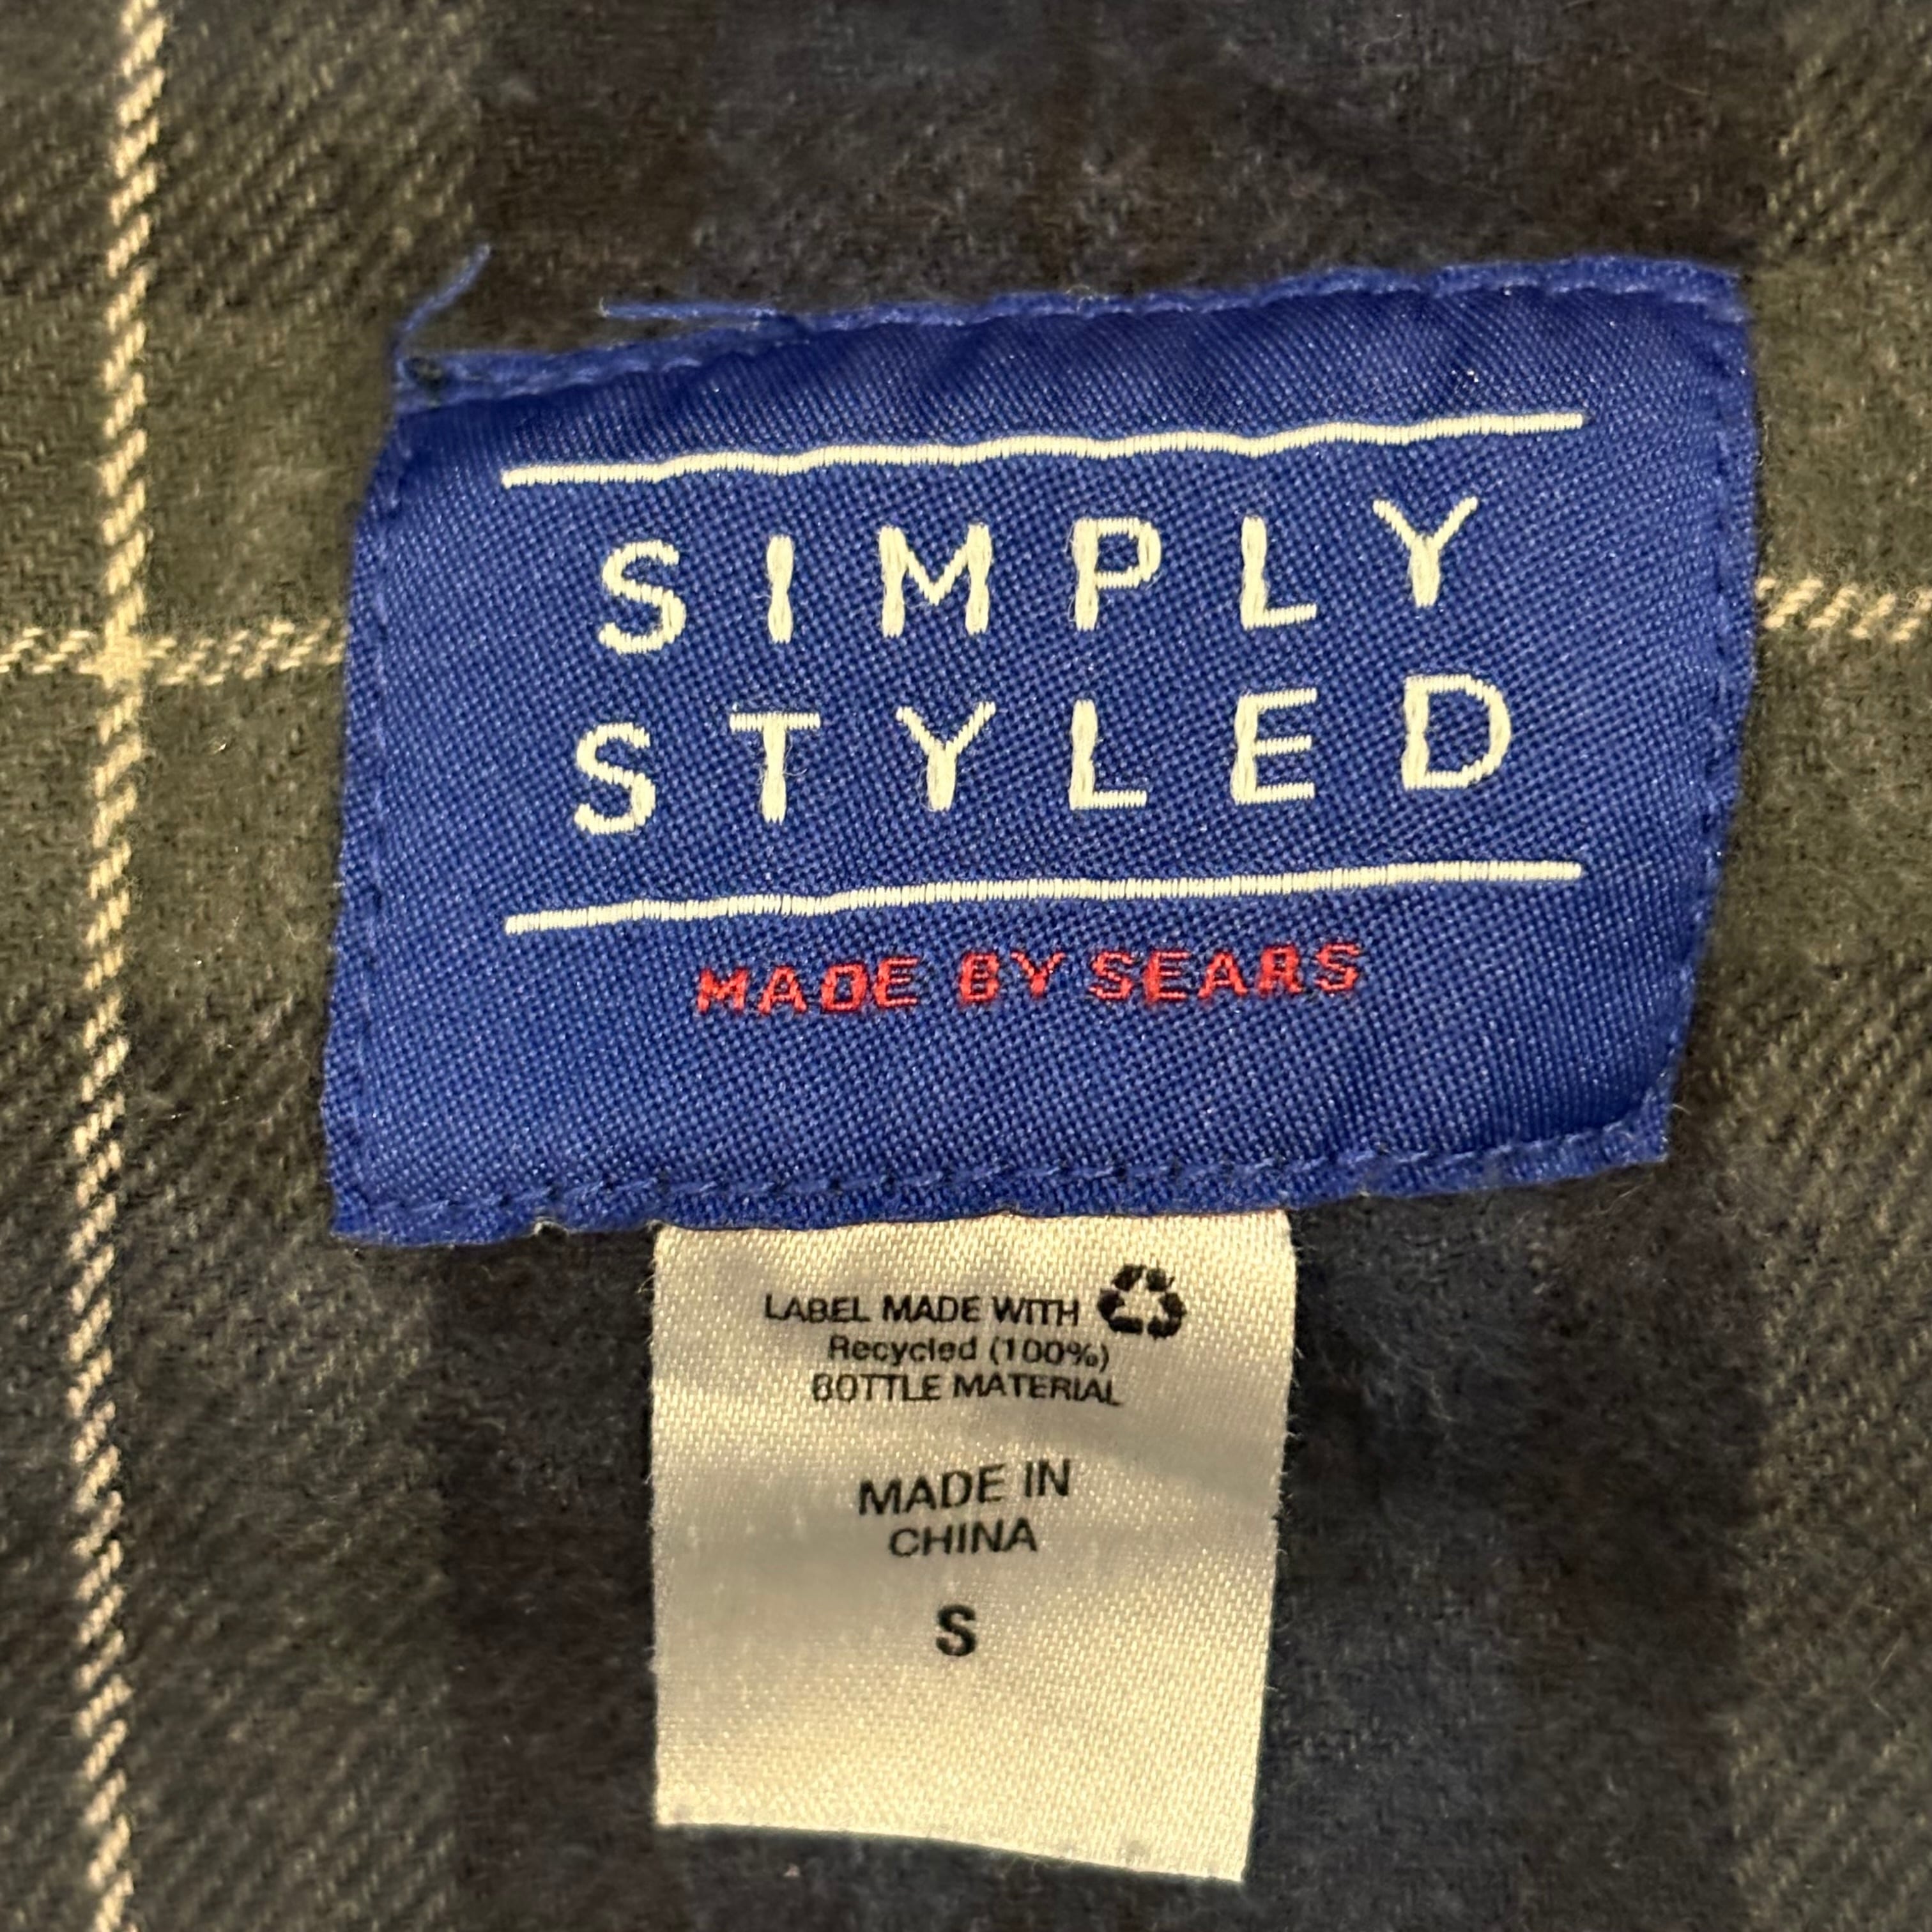 SIMPLY
STYLED
MADE BY SEARS
LABEL MADE WITH
Recycled (100%)
BOTTLE MATERIAL
MADE IN
CHINA
S